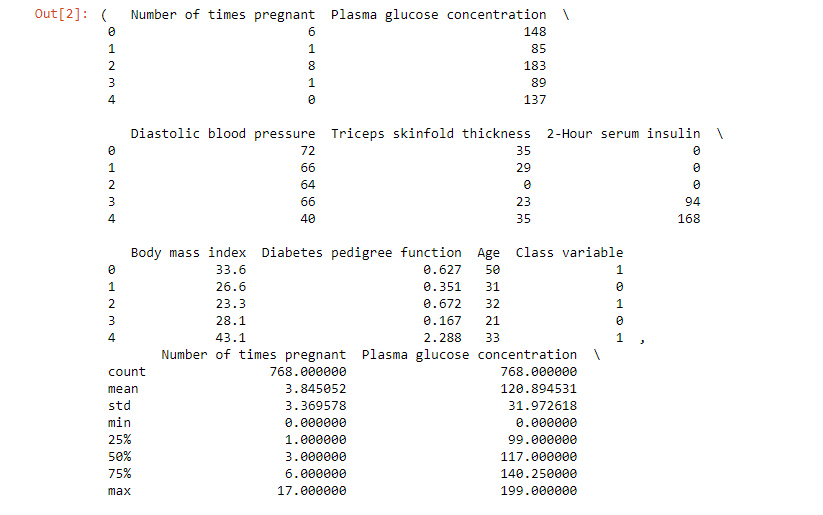 Out[2]: (   Number of times pregnant  Plasma glucose concentration  \
0                         6                           148
1                         1                            85
2                         8                           183
3                         1                            89
4                         0                           137
Diastolic blood pressure  Triceps skinfold thickness  2-Hour serum insulin  \
0                        72                          35                     0
1                        66                          29                     0
2                        64                           0                     0
3                        66                          23                    94
4                        40                          35                   168
Body mass index  Diabetes pedigree function  Age  Class variable
0             33.6                       0.627   50               1
1             26.6                       0.351   31               0
2             23.3                       0.672   32               1
3             28.1                       0.167   21               0
4             43.1                       2.288   33               1  ,
Number of times pregnant  Plasma glucose concentration  \
count                768.000000                    768.000000
mean                   3.845052                    120.894531
std                    3.369578                     31.972618
min                    0.000000                      0.000000
25%                    1.000000                     99.000000
50%                    3.000000                    117.000000
75%                    6.000000                    140.250000
max                   17.000000                    199.000000